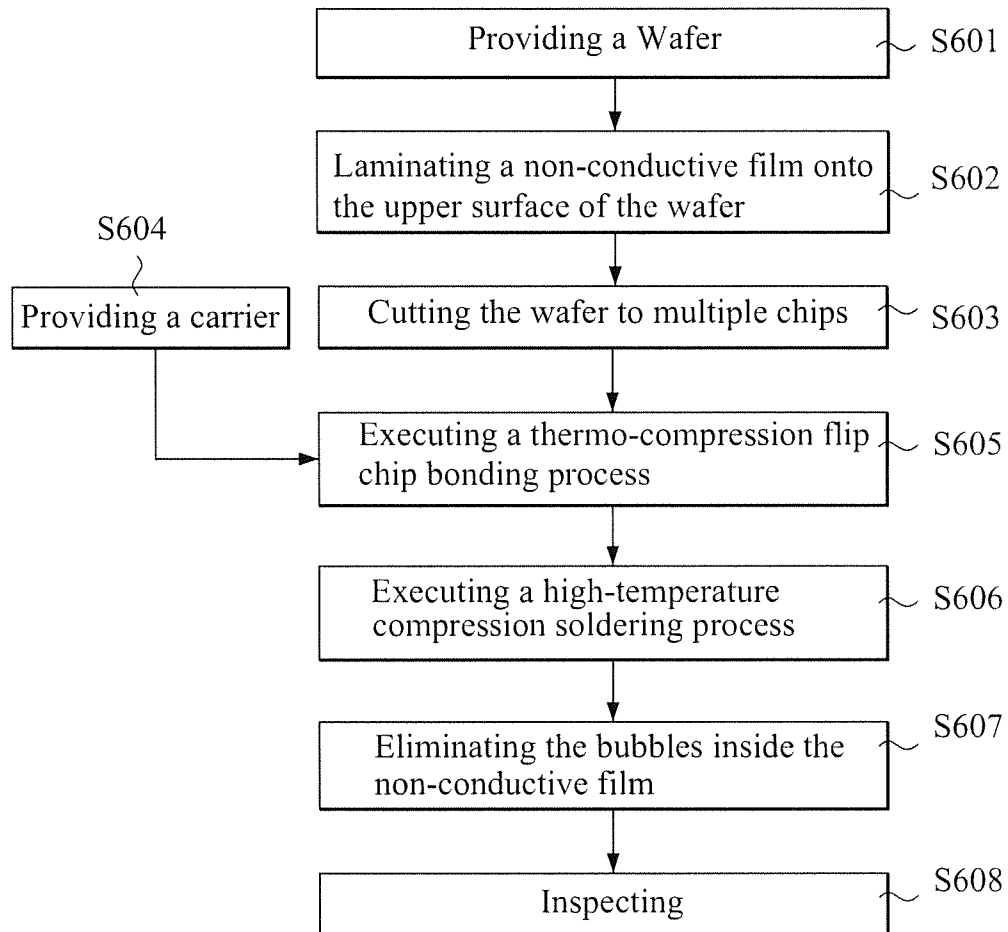 Providing a Wafer
S601
Laminating a non-conductive film onto
the upper surface of the wafer
S602
S604
Providing a carrier
Cutting the wafer to multiple chips
S603
Executing a thermo-compression flip
chip bonding process
S605
Executing a high-temperature
compression soldering process
S606
Eliminating the bubbles inside the
non-conductive film
S607
Inspecting
S608